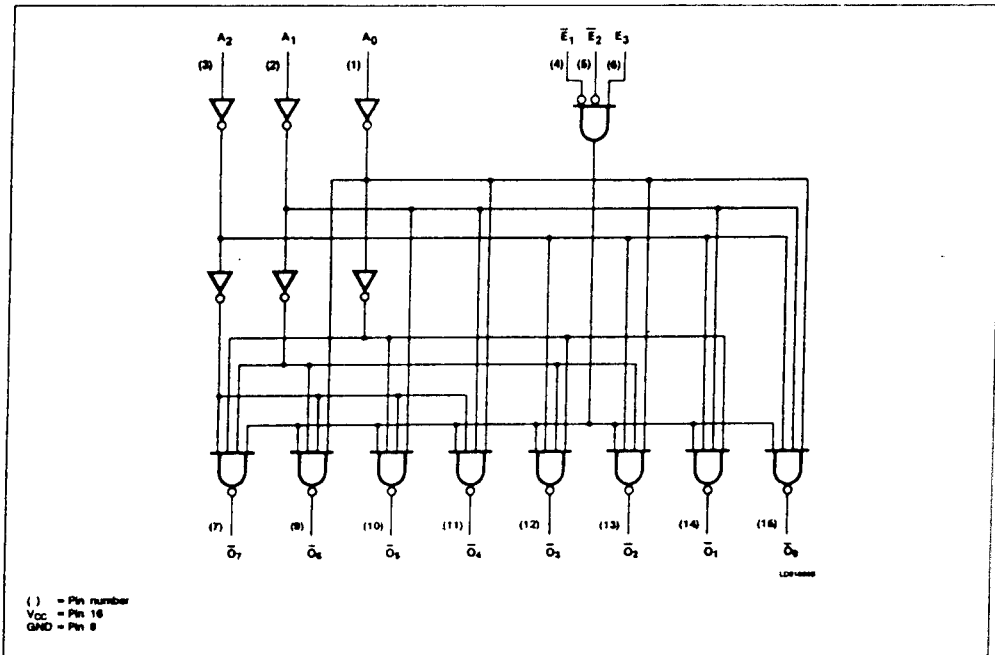 A2 A1 A0 Ē1 Ē2 E3
(3) (2) (1) (4) (5) (6)
(7) (9) (10) (11) (12) (13) (14) (15)
Ō7 Ō6 Ō5 Ō4 Ō3 Ō2 Ō1 Ō0
( ) = Pin number
VCC = Pin 16
GND = Pin 8